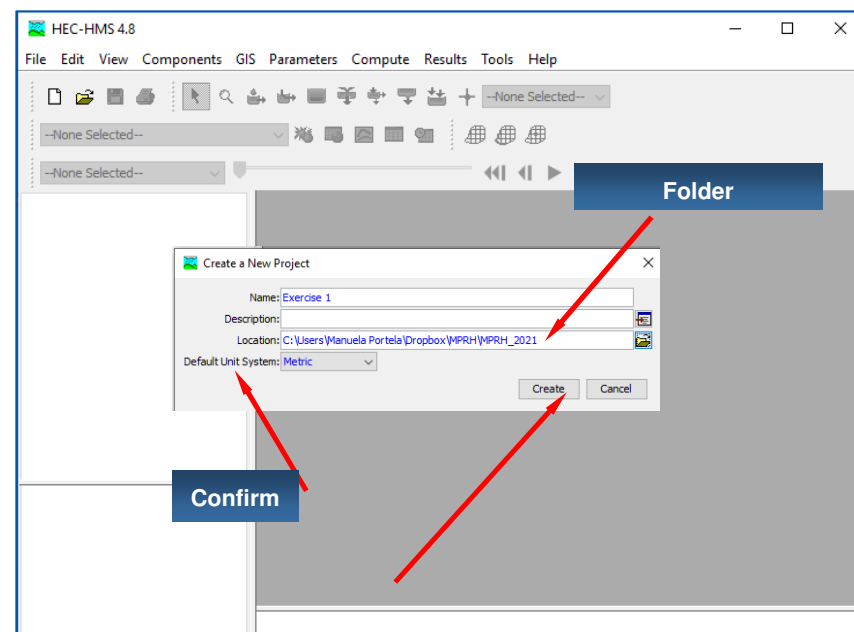 HEC-HMS 4.8
File Edit View Components GIS Parameters Compute Results Tools Help
--None Selected--
--None Selected--
--None Selected--
Folder
Create a New Project
Name: Exercise 1
Description:
Location: C:\Users\Manuela Portela\Dropbox\MPRH\MPRH_2021
Default Unit System: Metric
Create Cancel
Confirm